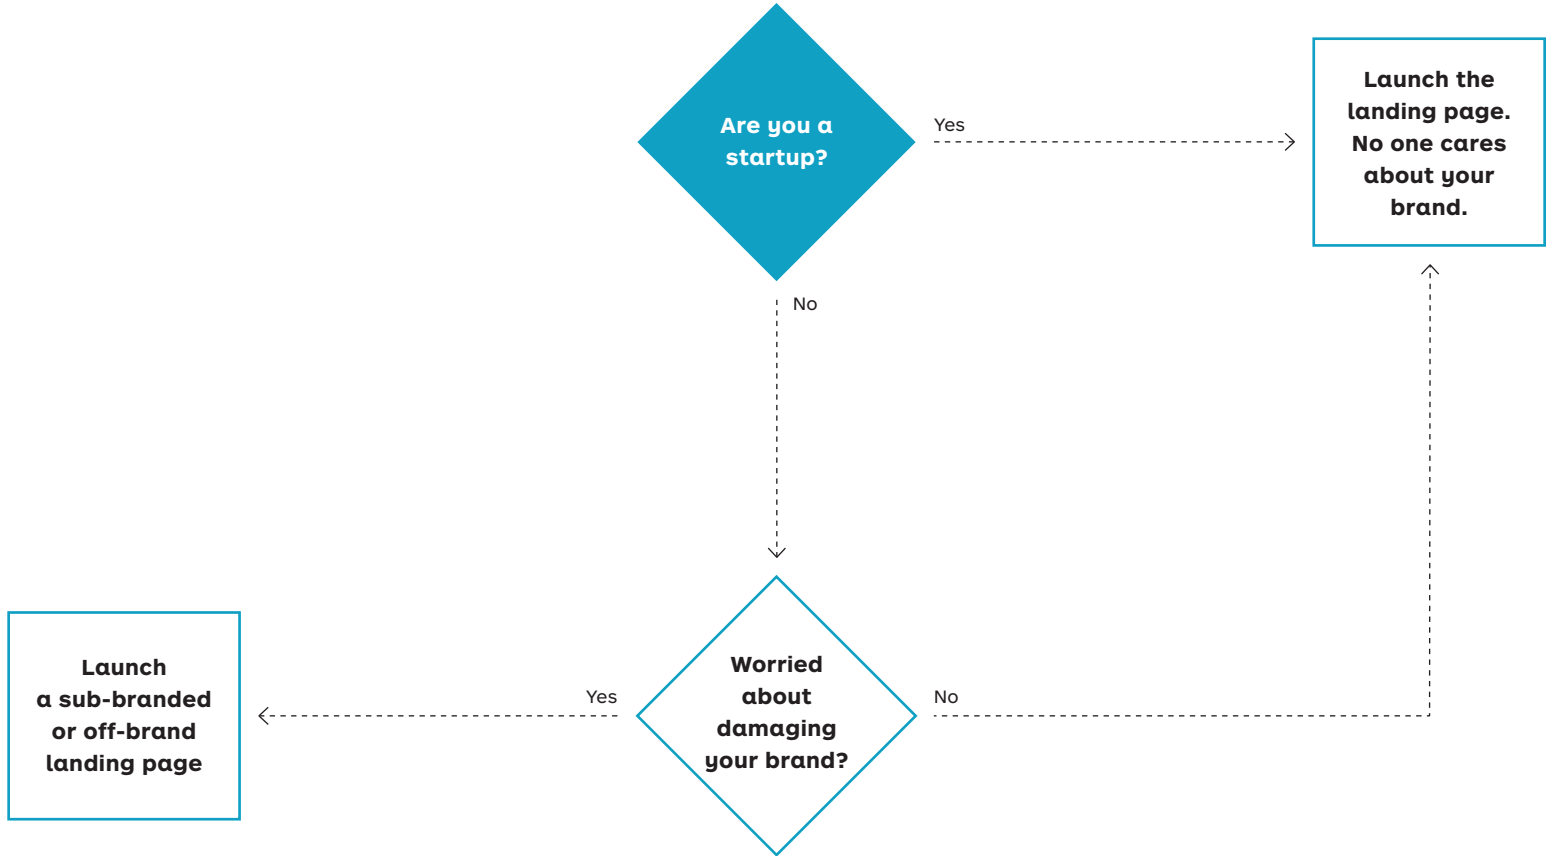 Are you a
startup?
Yes
Launch the
landing page.
No one cares
about your
brand.
No
Launch
a sub-branded
or off-brand
landing page
Yes
Worried
about
damaging
your brand?
No